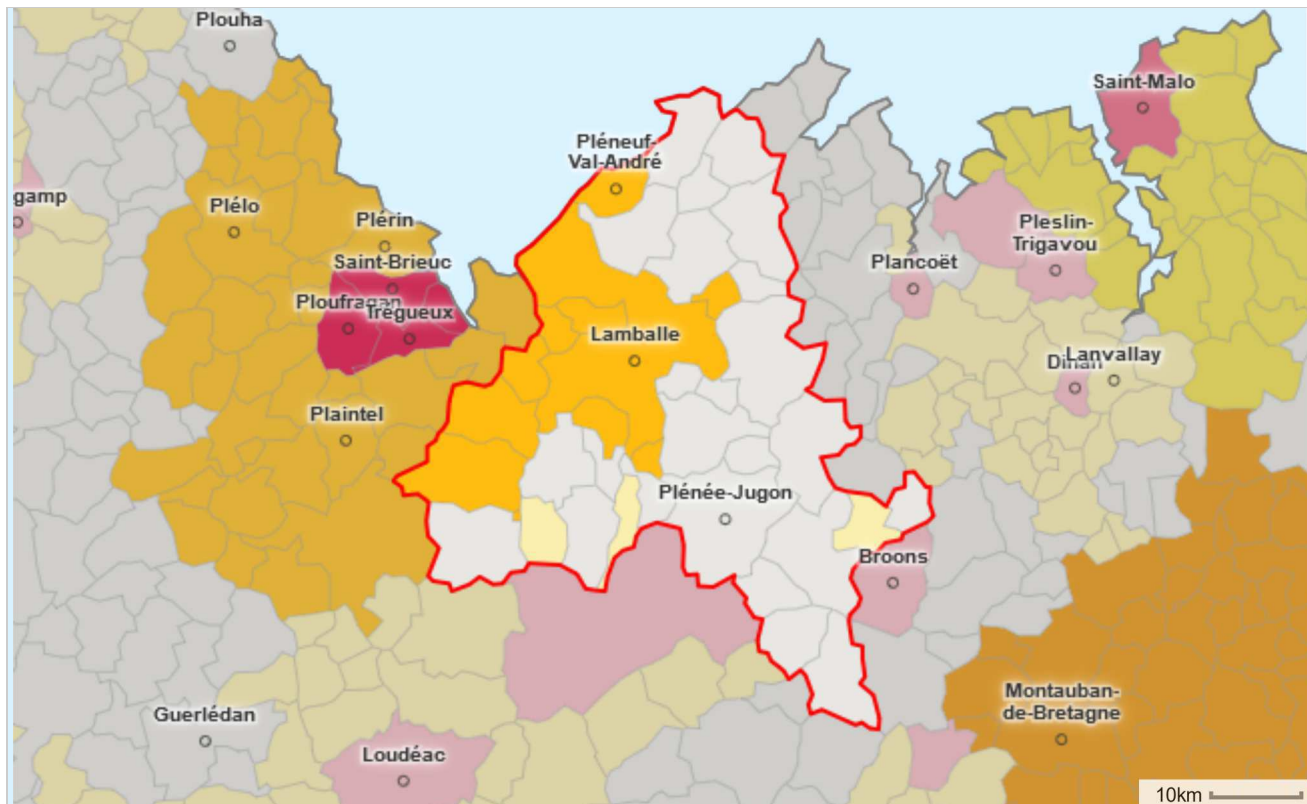 Plouha
Saint-Malo
Pléneuf-
Val-André
gamp
Plélo
Plérin
Pleslin-
Trigavou
Saint-Brieuc
Plancoët
Ploufragan
Trégueux
Lamballe
Dinan
Lanvallay
Plaintel
Plénée-Jugon
Broons
Guerlédan
Montauban-
de-Bretagne
Loudéac
10km